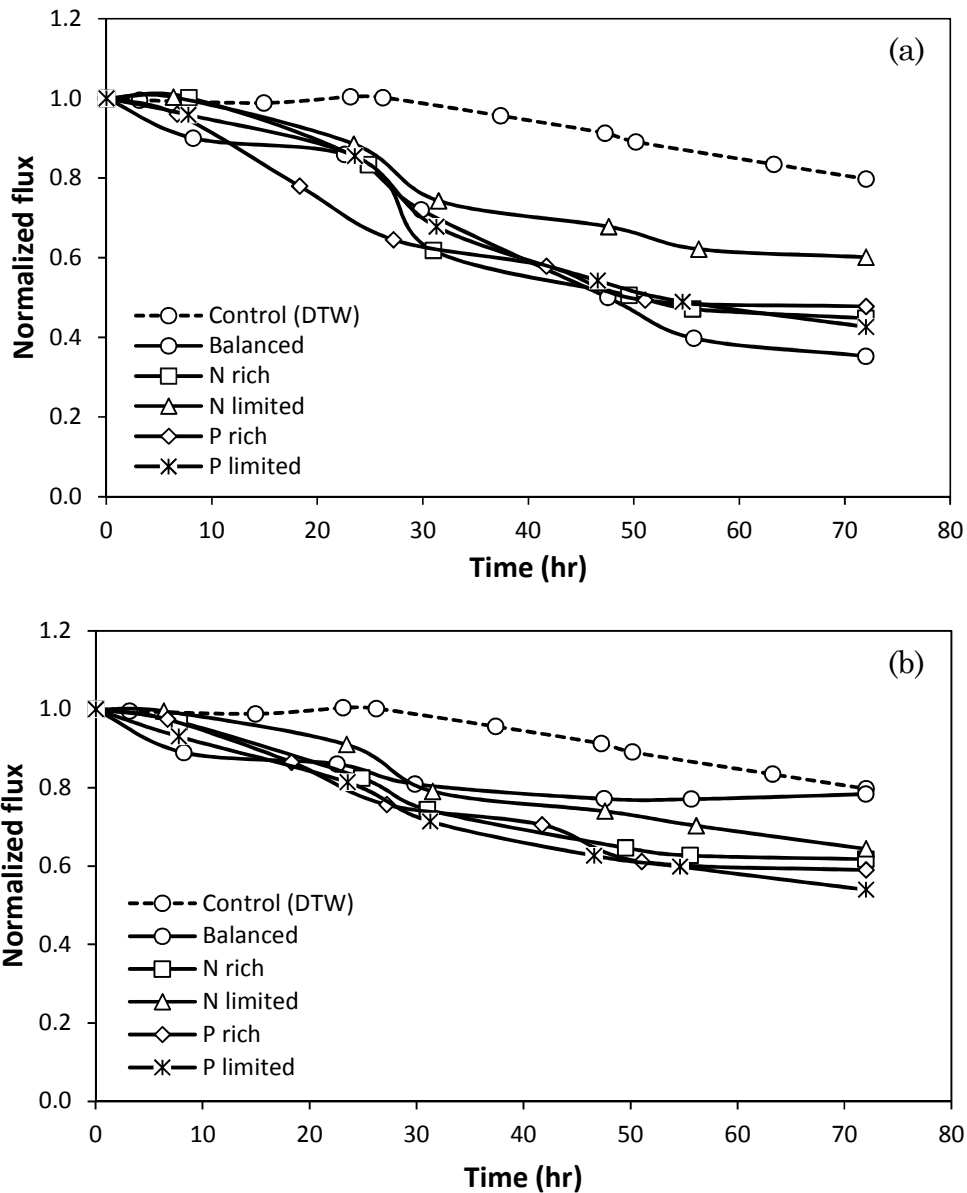 (a)
Normalized flux
1.2
1.0
0.8
0.6
0.4
0.2
0.0
Control (DTW)
Balanced
N rich
N limited
P rich
P limited
0 10 20 30 40 50 60 70 80
Time (hr)
(b)
Normalized flux
1.2
1.0
0.8
0.6
0.4
0.2
0.0
Control (DTW)
Balanced
N rich
N limited
P rich
P limited
0 10 20 30 40 50 60 70 80
Time (hr)